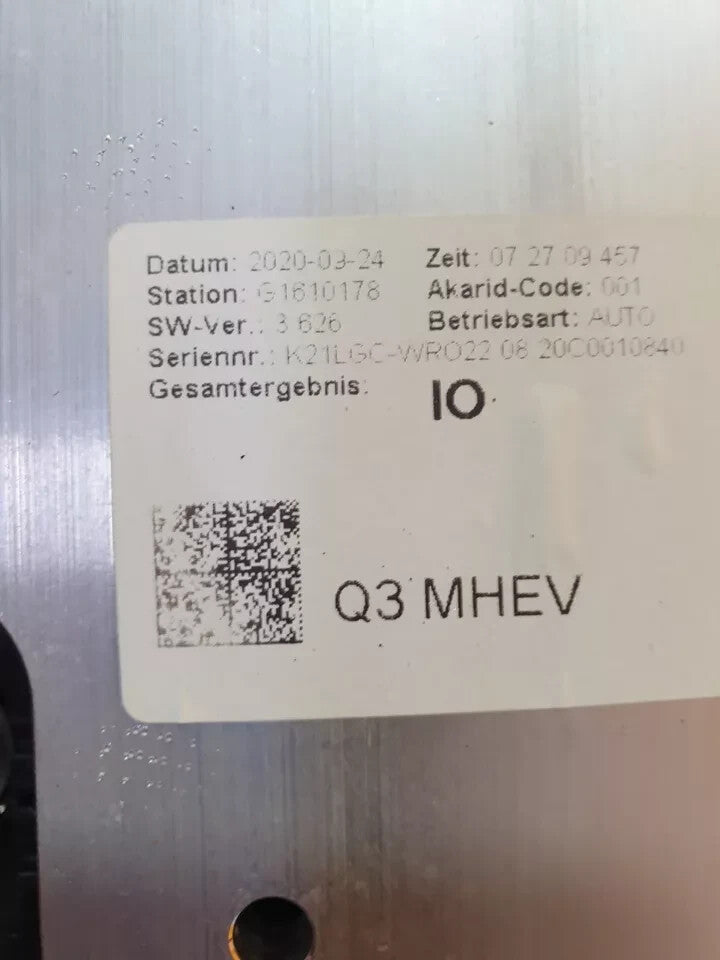 Datum: 2020-03-24 Zeit: 07 27 09 457
Station: G1610178 Akarid-Code: 001
SW-Ver.: 3 626 Betriebsart: AUTO
Seriennr.: K21LGC-WRO22 08 20C0010840
Gesamtergebnis: IO
Q3 MHEV